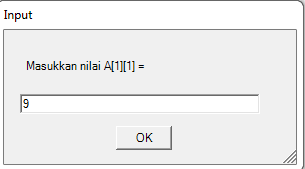 Input
Masukkan nilai A[1][1] =
9
OK